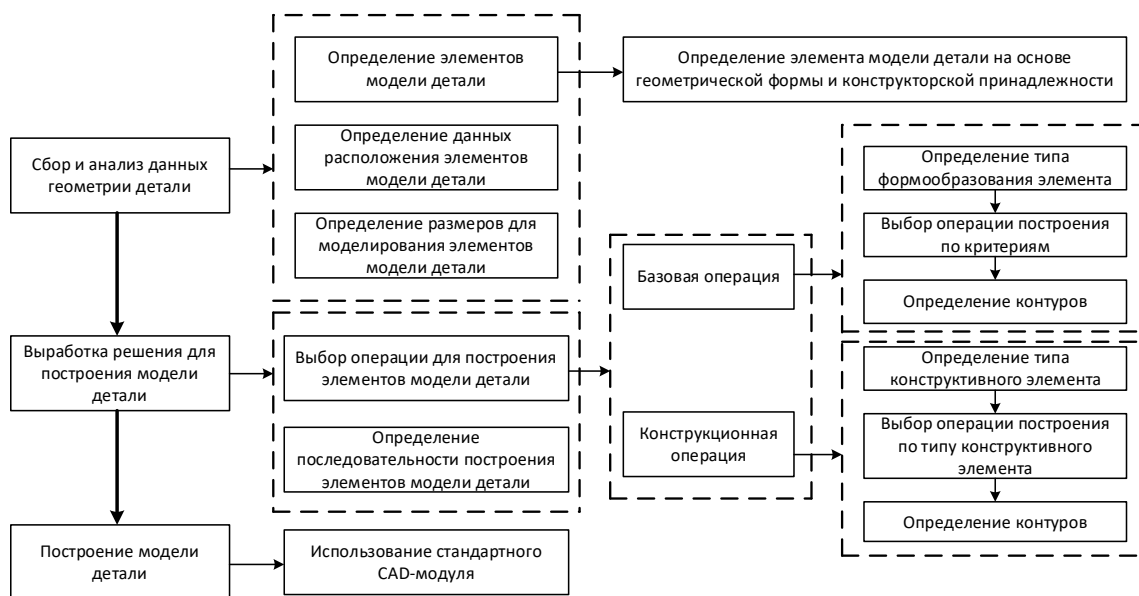 Определение элементов
модели детали
Определение элемента модели детали на основе
геометрической формы и конструкторской принадлежности
Сбор и анализ данных
геометрии детали
Определение данных
расположения элементов
модели детали
Определение типа
формообразования элемента
Определение размеров для
моделирования элементов
модели детали
Выбор операции построения
по критериям
Базовая операция
Определение контуров
Выработка решения для
построения модели
детали
Выбор операции для построения
элементов модели детали
Определение типа
конструктивного элемента
Определение
последовательности построения
элементов модели детали
Конструкционная
операция
Выбор операции построения
по типу конструктивного
элемента
Определение контуров
Построение модели
детали
Использование стандартного
CAD-модуля